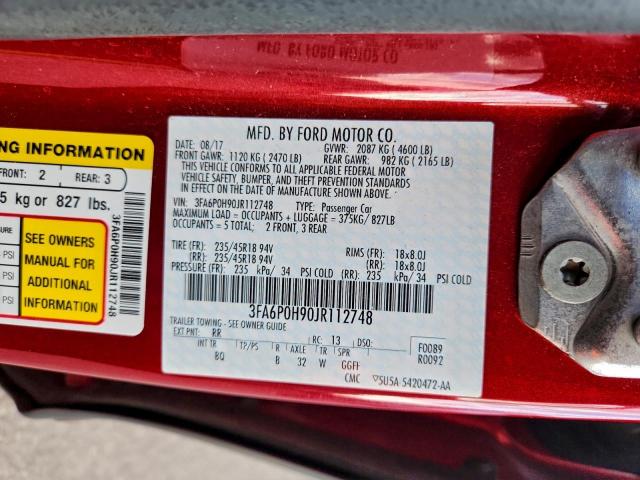 MFD. BY FORD MOTOR CO.
NG INFORMATION
FRONT: 2 REAR: 3
5 kg or 827 lbs.
PSI
PSI
PSI
SEE OWNERS
MANUAL FOR
ADDITIONAL
INFORMATION
3FA6P0H90JR112748
MFD. BY FORD MOTOR CO.
DATE: 08/17 GVWR: 2087 KG ( 4600 LB)
FRONT GAWR: 1120 KG ( 2470 LB) REAR GAWR: 982 KG ( 2165 LB)
THIS VEHICLE CONFORMS TO ALL APPLICABLE FEDERAL MOTOR
VEHICLE SAFETY, BUMPER, AND THEFT PREVENTION STANDARDS
IN EFFECT ON THE DATE OF MANUFACTURE SHOWN ABOVE.
VIN: 3FA6P0H90JR112748 TYPE: Passenger Car
MAXIMUM LOAD = OCCUPANTS + LUGGAGE = 375KG/827LB
OCCUPANTS = 5 TOTAL: 2 FRONT, 3 REAR
TIRE (FR): 235/45R18 94V RIMS (FR): 18x8.0J
(RR): 235/45R18 94V (RR): 18x8.0J
PRESSURE (FR): 235 kPa/ 34 PSI COLD (RR): 235 kPa/ 34 PSI COLD
3FA6P0H90JR112748
TRAILER TOWING - SEE OWNER GUIDE
EXT PNT: RR RC: 13 DSO: F0089
R0092
INT TR TP/PS R AXLE TR SPR
BQ B 32 W GGFF
CMC ▽5U5A-5420472-AA